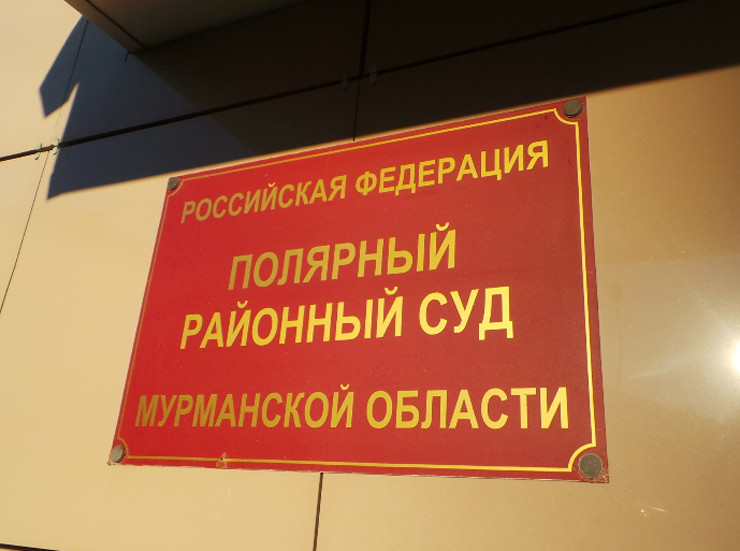 РОССИЙСКАЯ ФЕДЕРАЦИЯ
ПОЛЯРНЫЙ
РАЙОННЫЙ СУД
МУРМАНСКОЙ ОБЛАСТИ